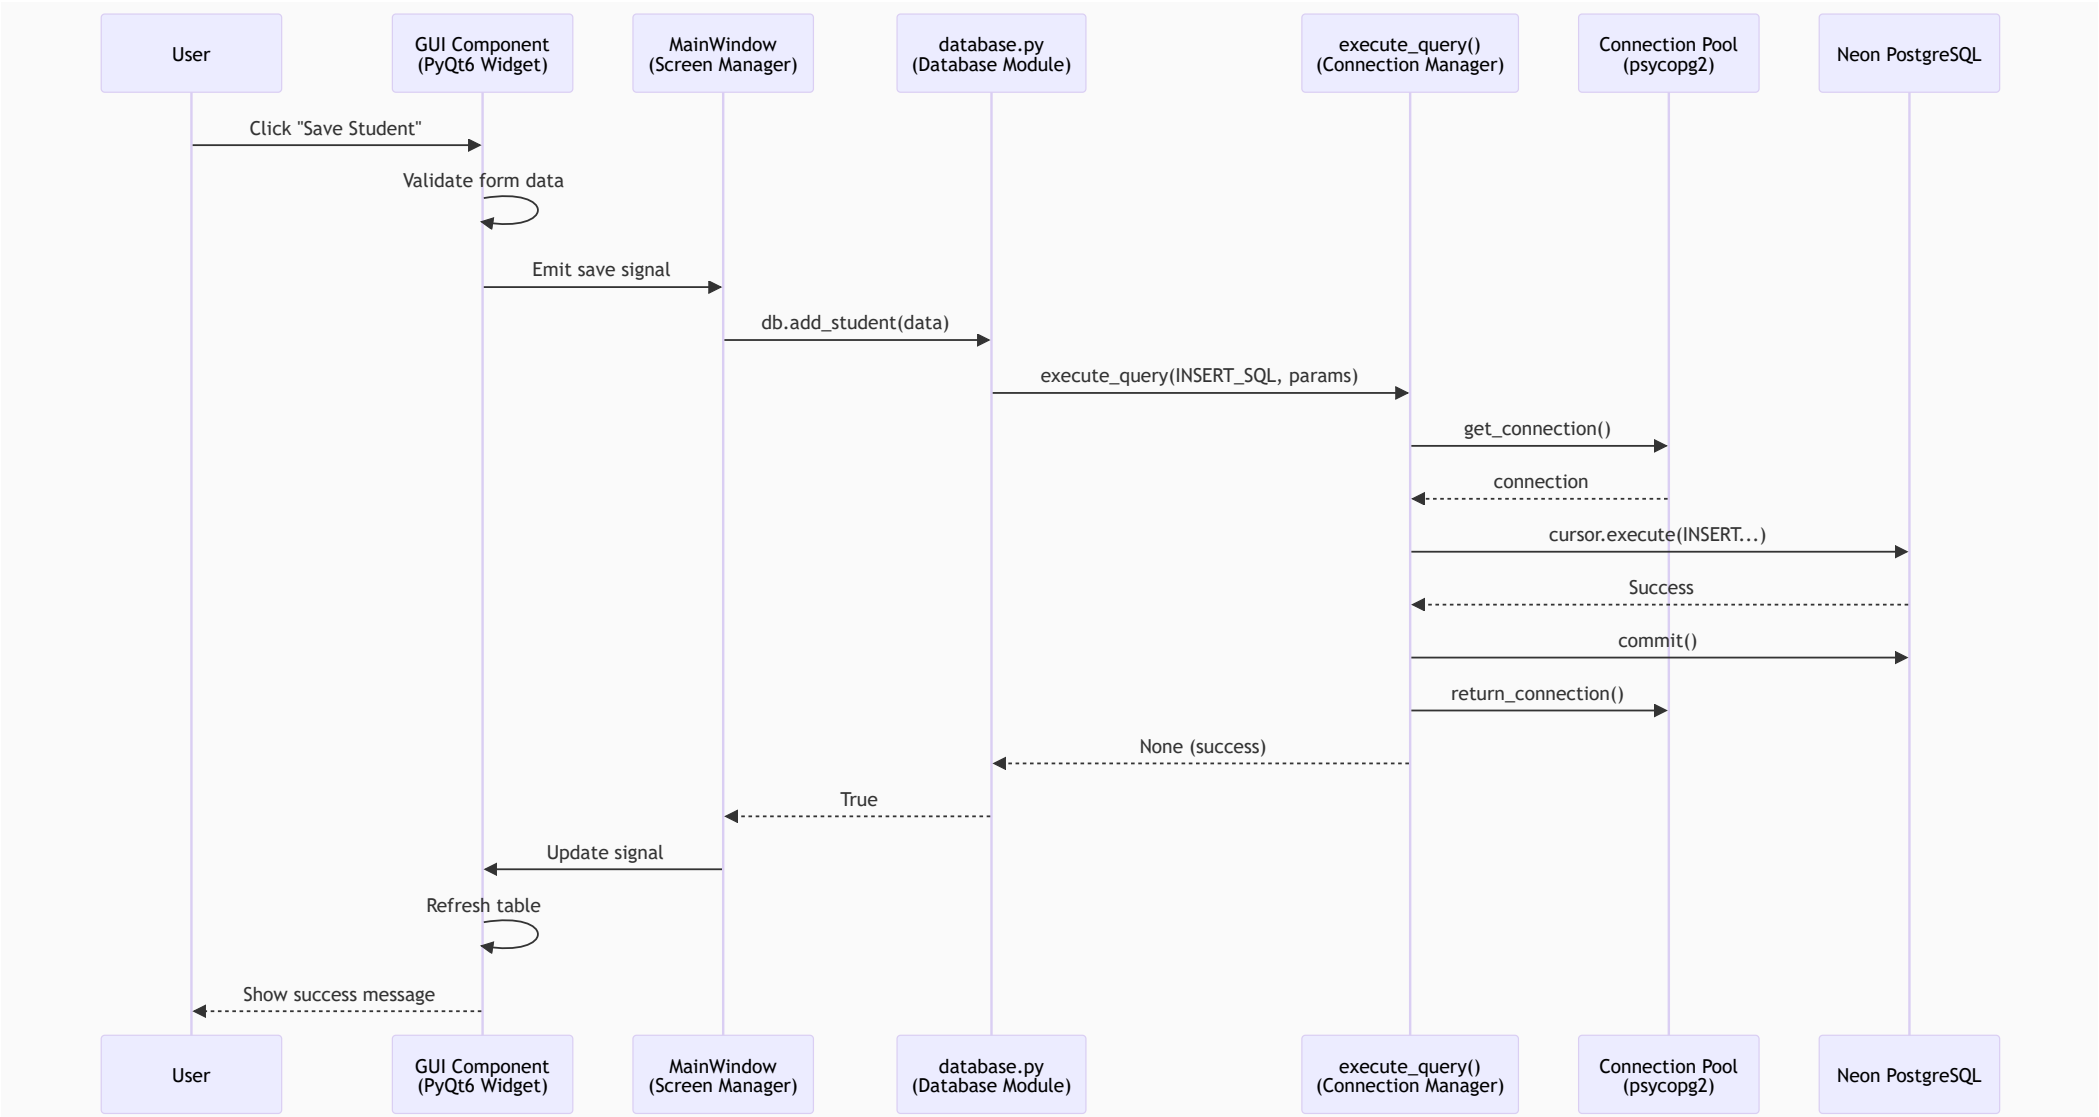 User
GUI Component
(PyQt6 Widget)
MainWindow
(Screen Manager)
database.py
(Database Module)
execute_query()
(Connection Manager)
Connection Pool
(psycopg2)
Neon PostgreSQL
Click "Save Student"
Validate form data
Emit save signal
db.add_student(data)
execute_query(INSERT_SQL, params)
get_connection()
connection
cursor.execute(INSERT...)
Success
commit()
return_connection()
None (success)
True
Update signal
Refresh table
Show success message
User
GUI Component
(PyQt6 Widget)
MainWindow
(Screen Manager)
database.py
(Database Module)
execute_query()
(Connection Manager)
Connection Pool
(psycopg2)
Neon PostgreSQL